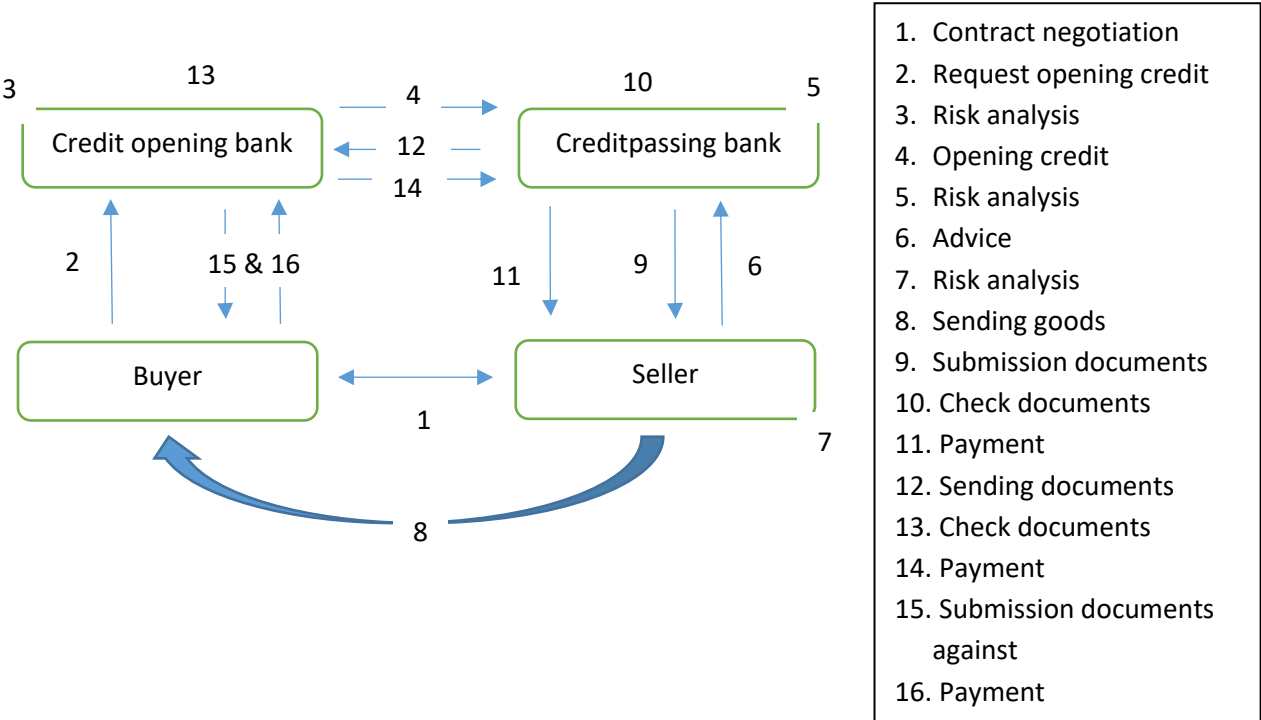 13
10
3
4
5
Credit opening bank
12
Creditpassing bank
14
2
15 & 16
11
9
6
Buyer
Seller
1
7
8
1. Contract negotiation
2. Request opening credit
3. Risk analysis
4. Opening credit
5. Risk analysis
6. Advice
7. Risk analysis
8. Sending goods
9. Submission documents
10. Check documents
11. Payment
12. Sending documents
13. Check documents
14. Payment
15. Submission documents
against
16. Payment